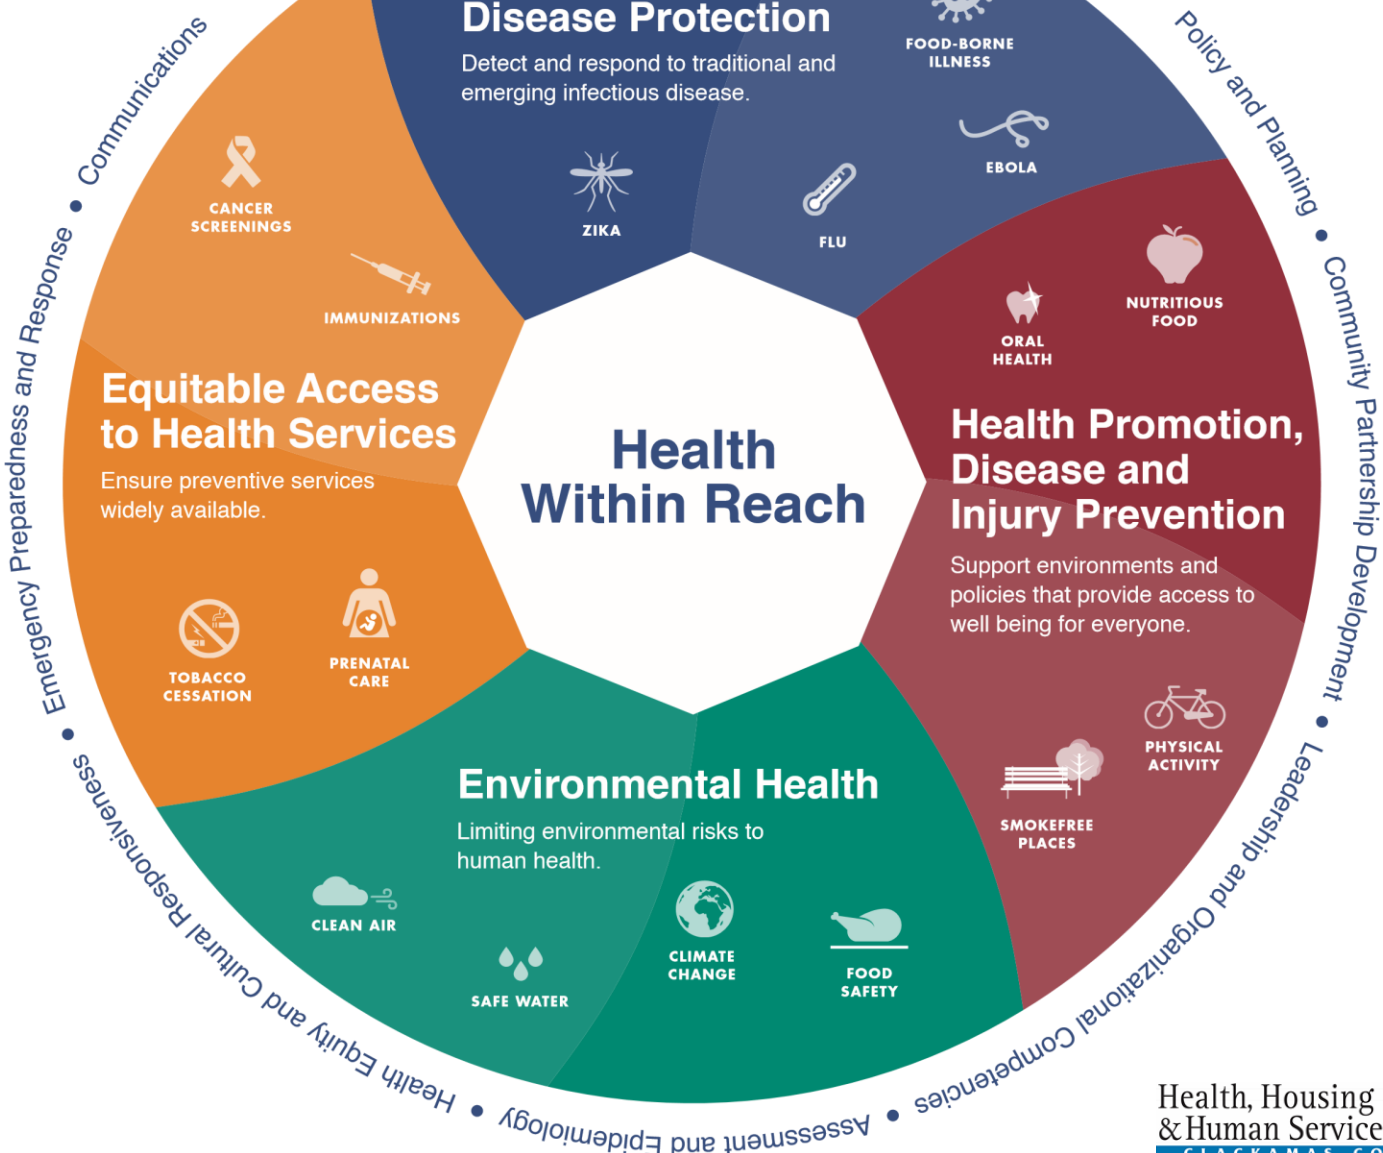 Disease Protection
Detect and respond to traditional and
emerging infectious disease.
FOOD-BORNE
ILLNESS
EBOLA
ZIKA
FLU
CANCER
SCREENINGS
IMMUNIZATIONS
Equitable Access
to Health Services
Ensure preventive services
widely available.
TOBACCO
CESSATION
PRENATAL
CARE
Health
Within Reach
NUTRITIOUS
FOOD
ORAL
HEALTH
Health Promotion,
Disease and
Injury Prevention
Support environments and
policies that provide access to
well being for everyone.
PHYSICAL
ACTIVITY
SMOKEFREE
PLACES
Environmental Health
Limiting environmental risks to
human health.
CLEAN AIR
SAFE WATER
CLIMATE
CHANGE
FOOD
SAFETY
Policy and Planning •
Community Partnership Development •
Leadership and Organizational Competencies •
Assessment and Epidemiology •
Health Equity and Cultural Responsiveness •
Emergency Preparedness and Response •
Communications
Health, Housing
& Human Service
CLACKAMAS CO